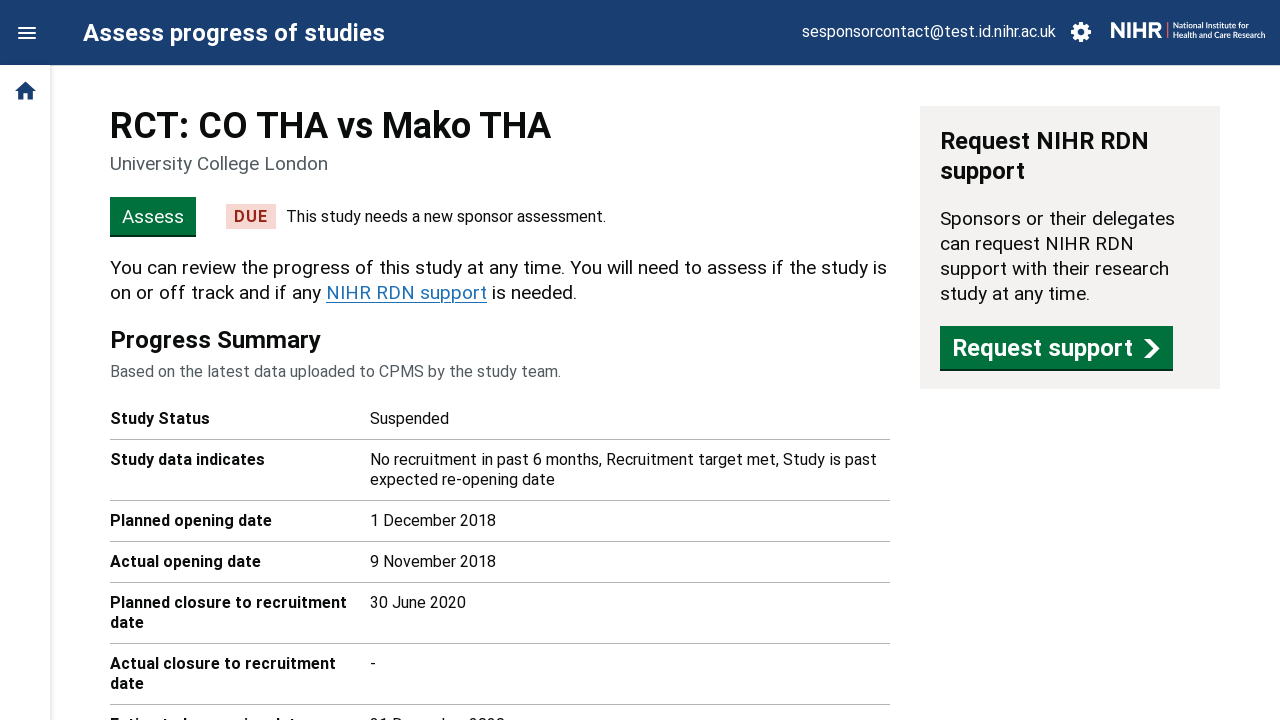 Assess progress of studies
sesponsorcontact@test.id.nihr.ac.uk
NIHR
National Institute for
Health and Care Research
RCT: CO THA vs Mako THA
University College London
Assess
DUE
This study needs a new sponsor assessment.
You can review the progress of this study at any time. You will need to assess if the study is
on or off track and if any NIHR RDN support is needed.
Progress Summary
Based on the latest data uploaded to CPMS by the study team.
Study Status
Suspended
Study data indicates
No recruitment in past 6 months, Recruitment target met, Study is past
expected re-opening date
Planned opening date
1 December 2018
Actual opening date
9 November 2018
Planned closure to recruitment
date
30 June 2020
Actual closure to recruitment
date
-
Request NIHR RDN
support
Sponsors or their delegates
can request NIHR RDN
support with their research
study at any time.
Request support